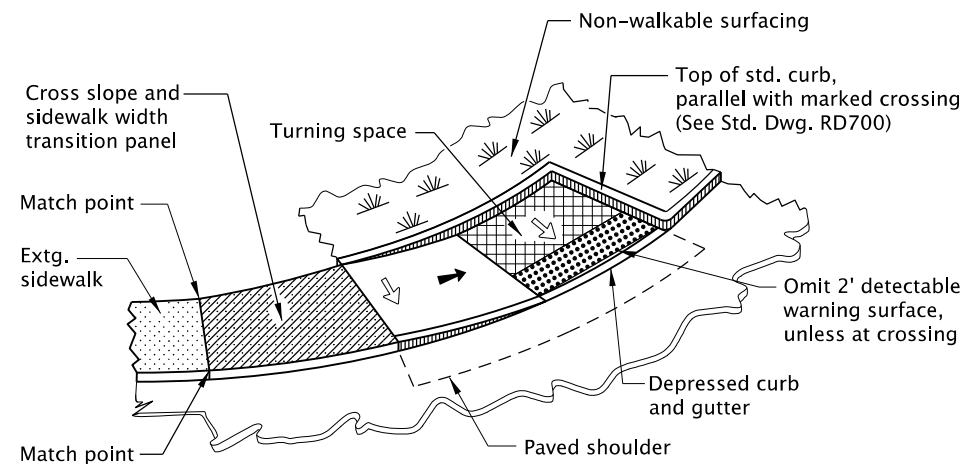 Non-walkable surfacing
Top of std. curb,
parallel with marked crossing
(See Std. Dwg. RD700)
Cross slope and
sidewalk width
transition panel
Turning space
Match point
Extg.
sidewalk
Omit 2' detectable
warning surface,
unless at crossing
Depressed curb
and gutter
Paved shoulder
Match point